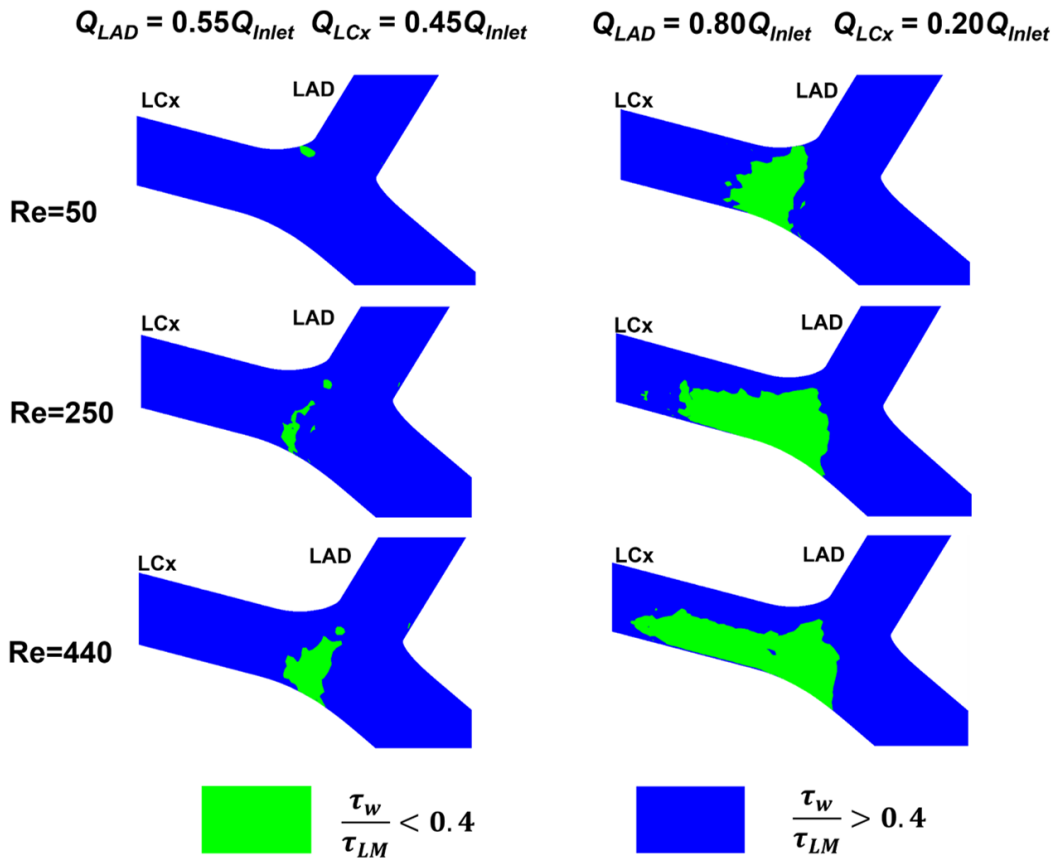 Q_LAD = 0.55Q_Inlet Q_LCx = 0.45Q_Inlet
Q_LAD = 0.80Q_Inlet Q_LCx = 0.20Q_Inlet
LCx
LAD
LCx
LAD
Re=50
LCx
LAD
LCx
LAD
Re=250
LCx
LAD
LCx
LAD
Re=440
τ_w/τ_LM < 0.4
τ_w/τ_LM > 0.4